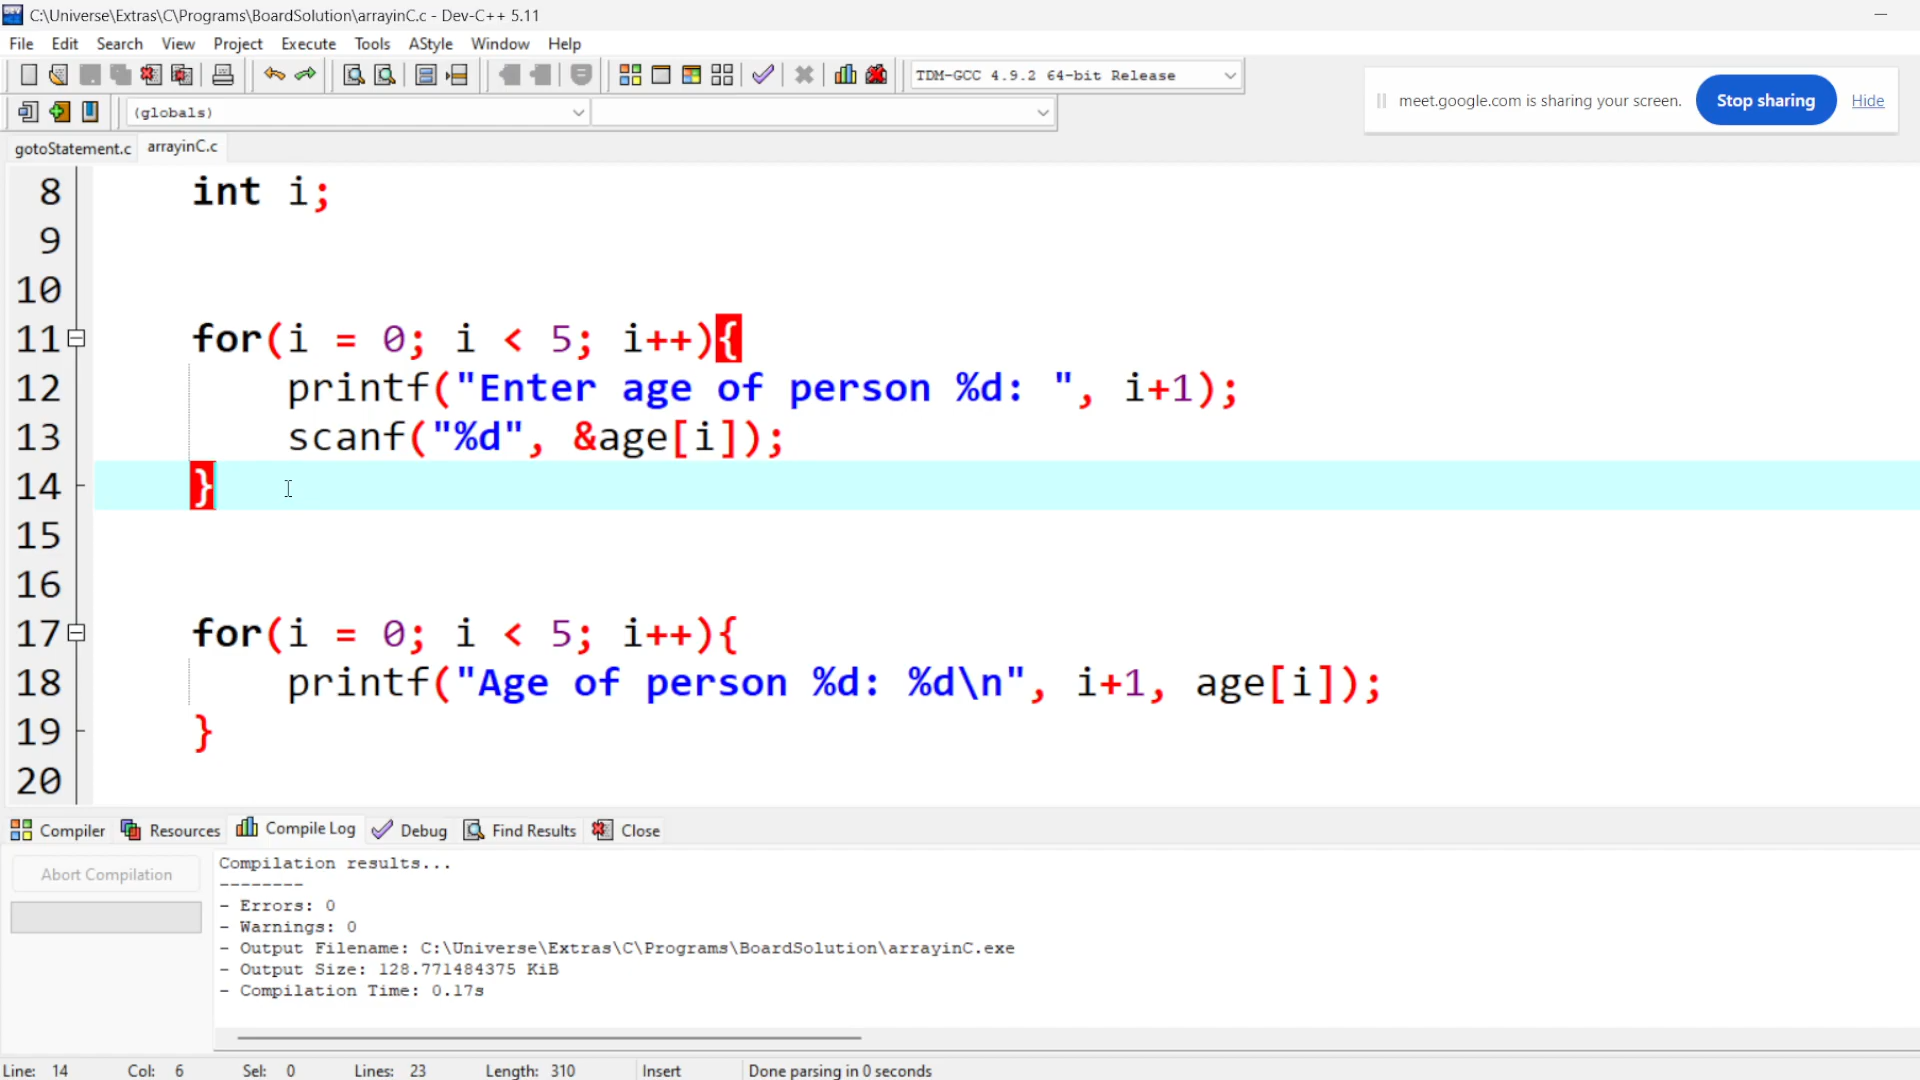 C:\Universe\Extras\C\Programs\BoardSolution\arrayinC.c - Dev-C++ 5.11
File Edit Search View Project Execute Tools AStyle Window Help
TDM-GCC 4.9.2 64-bit Release
meet.google.com is sharing your screen. Stop sharing Hide
(globals)
gotoStatement.c arrayinC.c
8 int i;
9
10
11 for(i = 0; i < 5; i++){
12 printf("Enter age of person %d: ", i+1);
13 scanf("%d", &age[i]);
14 }
15
16
17 for(i = 0; i < 5; i++){
18 printf("Age of person %d: %d\n", i+1, age[i]);
19 }
20
Compiler Resources Compile Log Debug Find Results Close
Abort Compilation
Compilation results...
--------
- Errors: 0
- Warnings: 0
- Output Filename: C:\Universe\Extras\C\Programs\BoardSolution\arrayinC.exe
- Output Size: 128.771484375 KiB
- Compilation Time: 0.17s
Line: 14 Col: 6 Sel: 0 Lines: 23 Length: 310 Insert Done parsing in 0 seconds